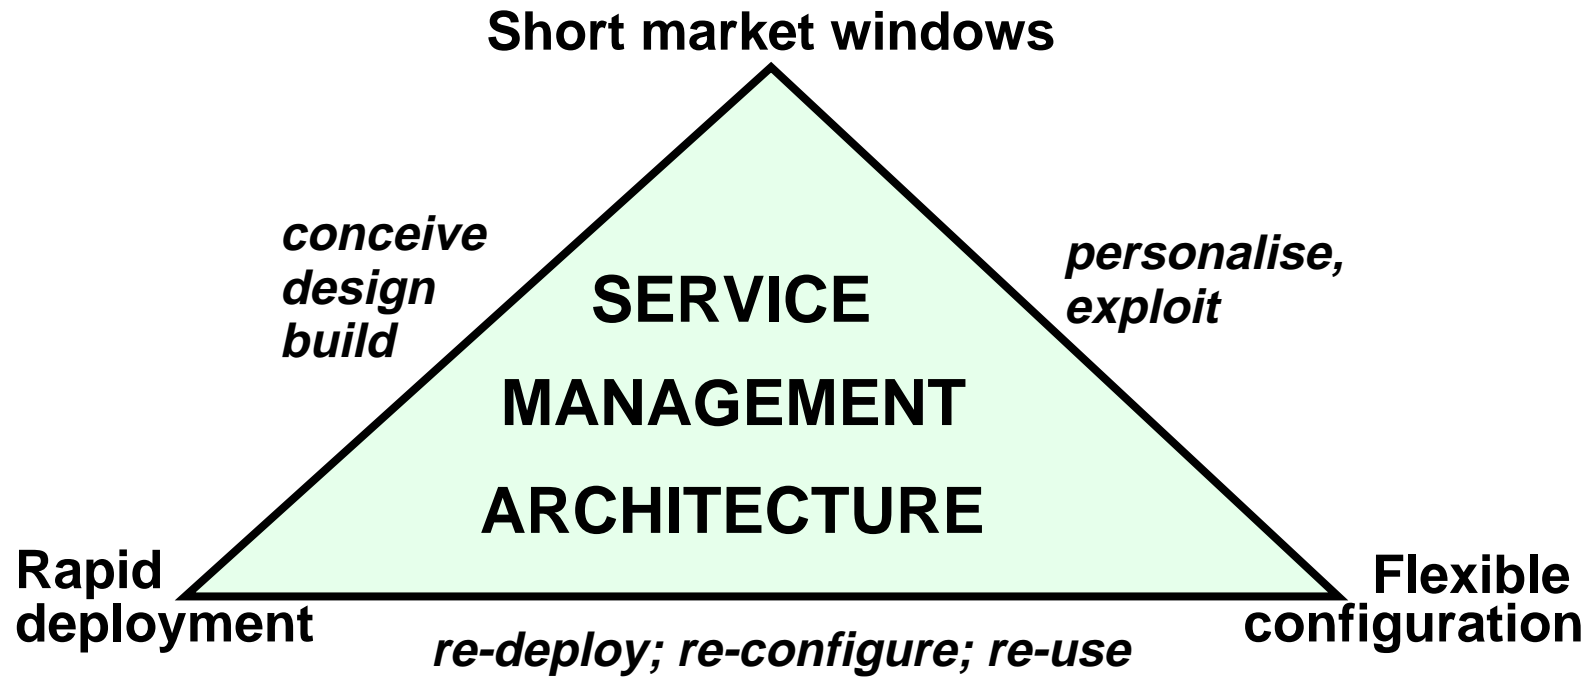 Short market windows
conceive
design
build
personalise,
exploit
SERVICE
MANAGEMENT
ARCHITECTURE
Rapid
deployment
Flexible
configuration
re-deploy; re-configure; re-use